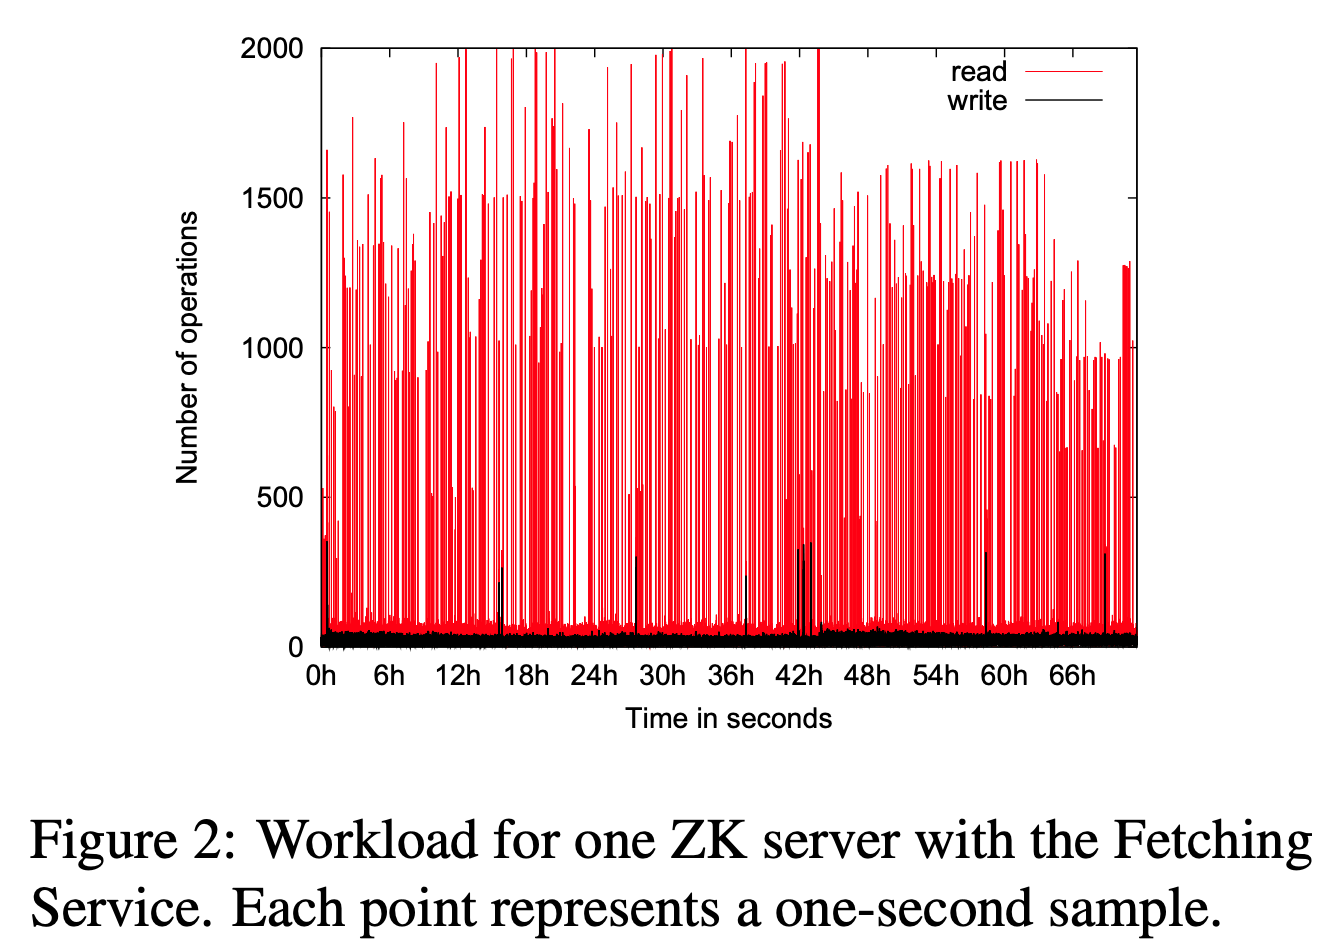 2000
1500
1000
500
0
Number of operations
read
write
0h 6h 12h 18h 24h 30h 36h 42h 48h 54h 60h 66h
Time in seconds
Figure 2: Workload for one ZK server with the Fetching
Service. Each point represents a one-second sample.